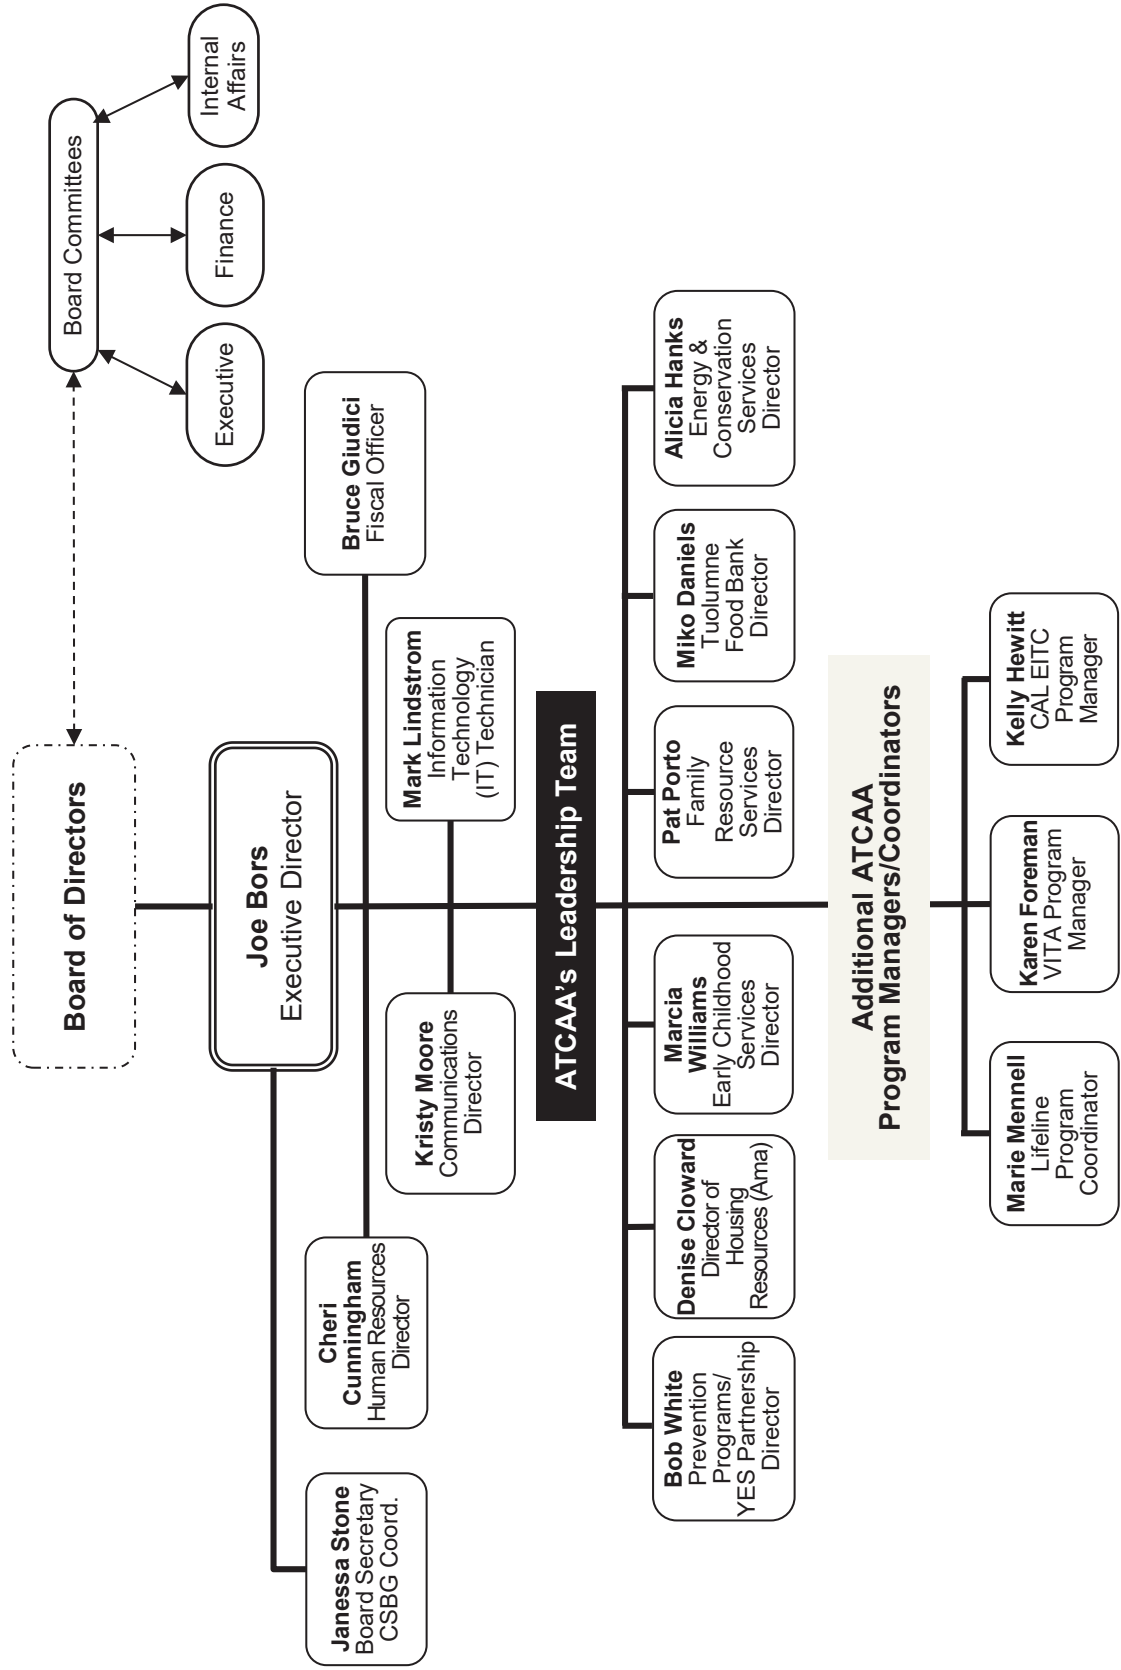 Board of Directors
Board Committees
Executive
Finance
Internal
Affairs
Joe Bors
Executive Director
Janessa Stone
Board Secretary
CSBG Coord.
Cheri
Cunningham
Human Resources
Director
Bruce Giudici
Fiscal Officer
Kristy Moore
Communications
Director
Mark Lindstrom
Information
Technology
(IT) Technician
ATCAA's Leadership Team
Bob White
Prevention
Programs/
YES Partnership
Director
Denise Cloward
Director of
Housing
Resources (Ama)
Marcia
Williams
Early Childhood
Services
Director
Pat Porto
Family
Resource
Services
Director
Miko Daniels
Tuolumne
Food Bank
Director
Alicia Hanks
Energy &
Conservation
Services
Director
Additional ATCAA
Program Managers/Coordinators
Marie Mennell
Lifeline
Program
Coordinator
Karen Foreman
VITA Program
Manager
Kelly Hewitt
CAL EITC
Program
Manager